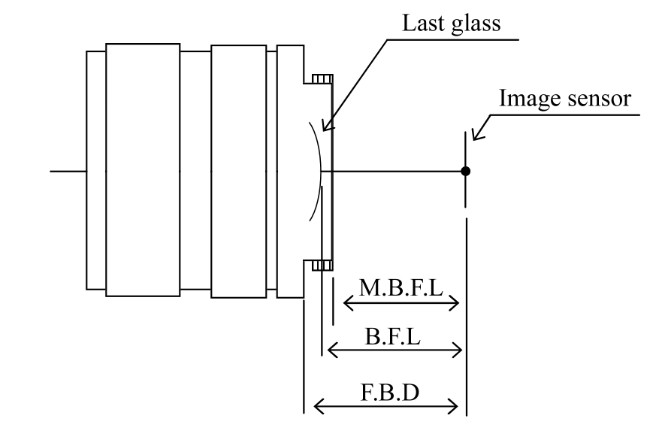 Last glass
Image sensor
M.B.F.L
B.F.L
F.B.D